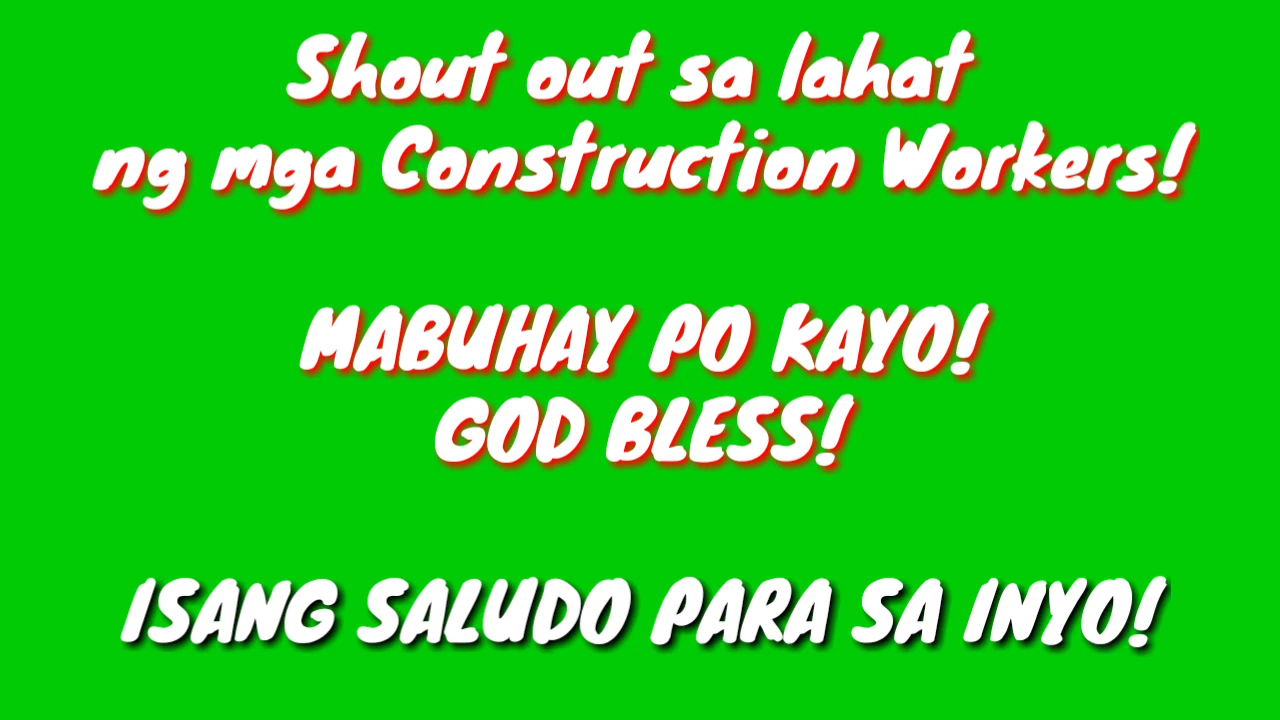 Shout out sa lahat
ng mga Construction Workers!
MABUHAY PO KAYO!
GOD BLESS!
ISANG SALUDO PARA SA INYO!